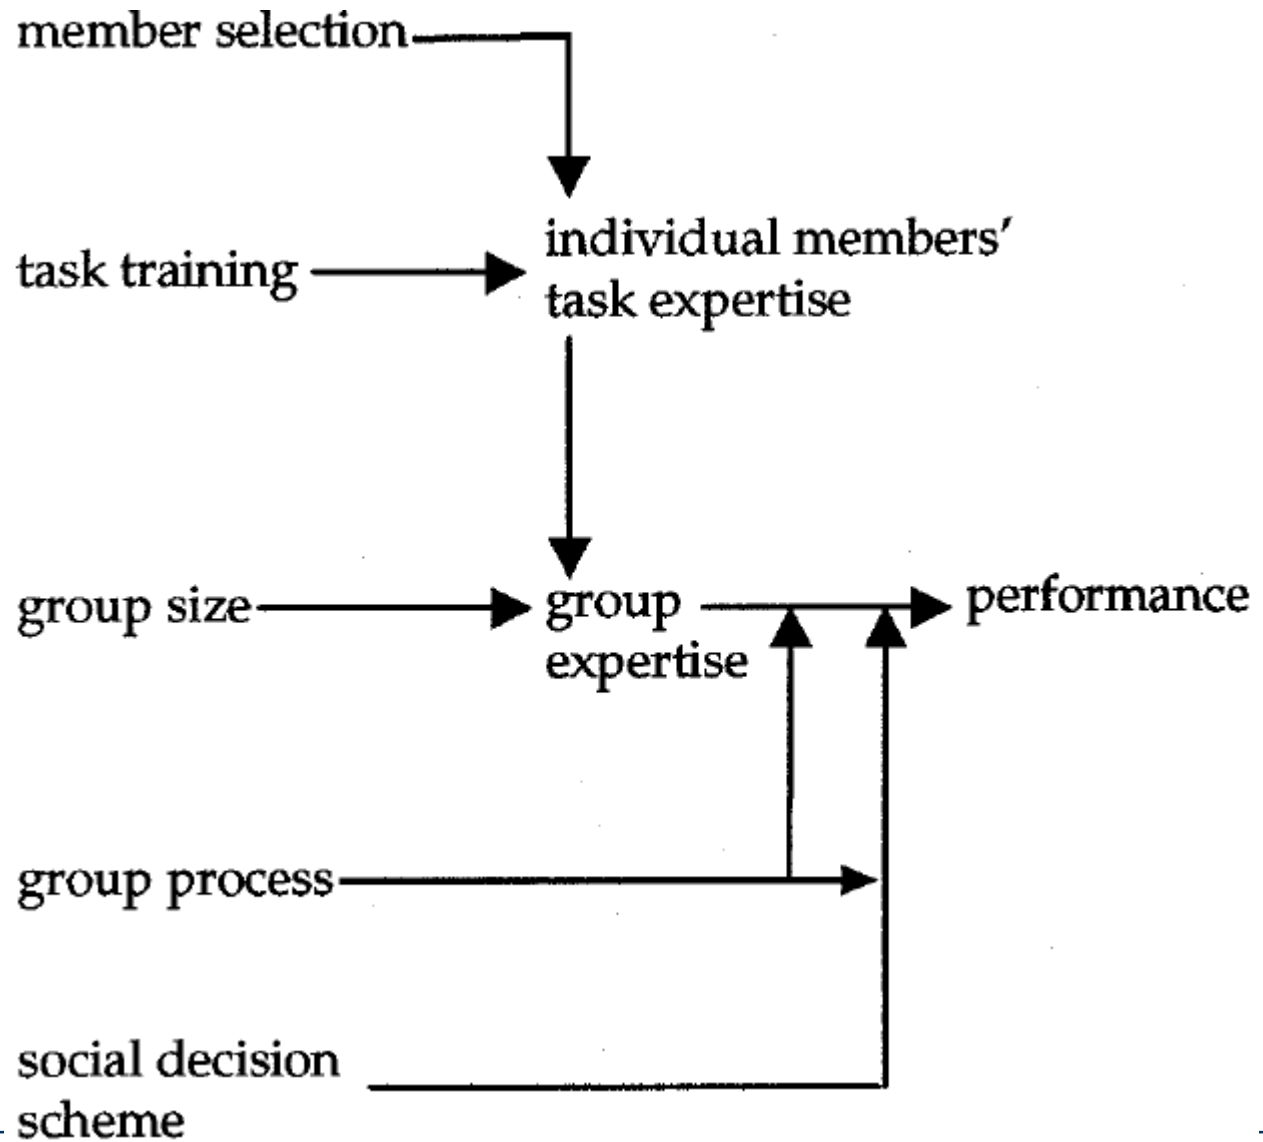 member selection
task training
individual members'
task expertise
group size
group
expertise
performance
group process
social decision
scheme